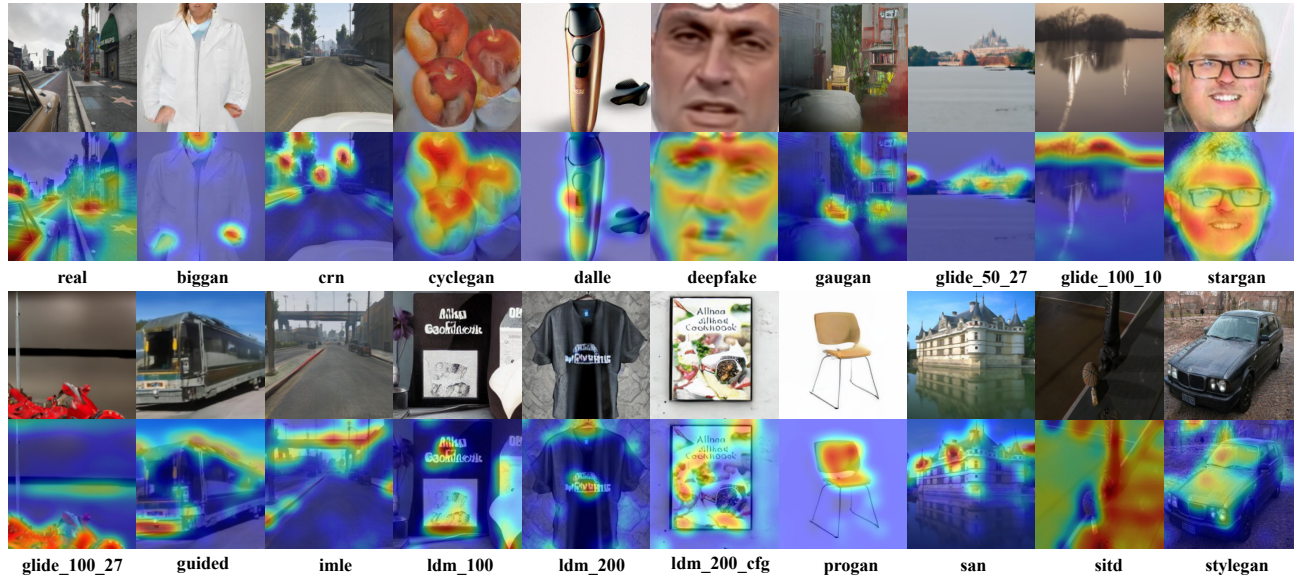 real biggan crn cyclegan dalle deepfake gaugan glide_50_27 glide_100_10 stargan
Allnoa
glide_100_27 guided imle ldm_100 ldm_200 ldm_200_cfg progan san sitd stylegan